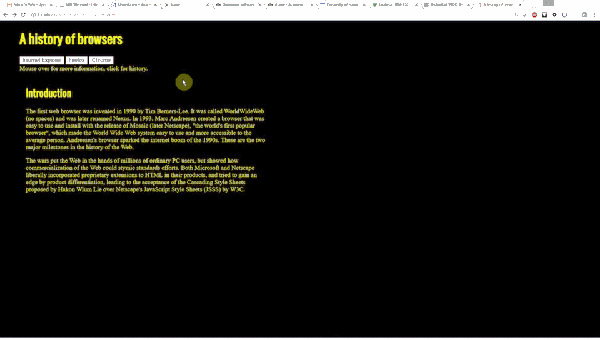 A history of browsers
Internet Express Firefox Chrome
Mouse over for more information, click for history.
Introduction
The first web browser was invented in 1990 by Tim Berners-Lee. It was called WorldWideWeb
(no spaces) and was later renamed Nexus. In 1993, Marc Andreesen created a browser that was
easy to use and install with the release of Mosaic (later Netscape), "the world's first popular
browser", which made the World Wide Web system easy to use and more accessible to the
average person. Andreesen's browser sparked the internet boom of the 1990s. These are the two
major milestones in the history of the Web.
The wars put the Web in the hands of millions of ordinary PC users, but showed how
commercialization of the Web could stymie standards efforts. Both Microsoft and Netscape
liberally incorporated proprietary extensions to HTML in their products, and tried to gain an
edge by product differentiation, leading to the acceptance of the Cascading Style Sheets
proposed by Håkon Wium Lie over Netscape's JavaScript Style Sheets (JSSS) by W3C.